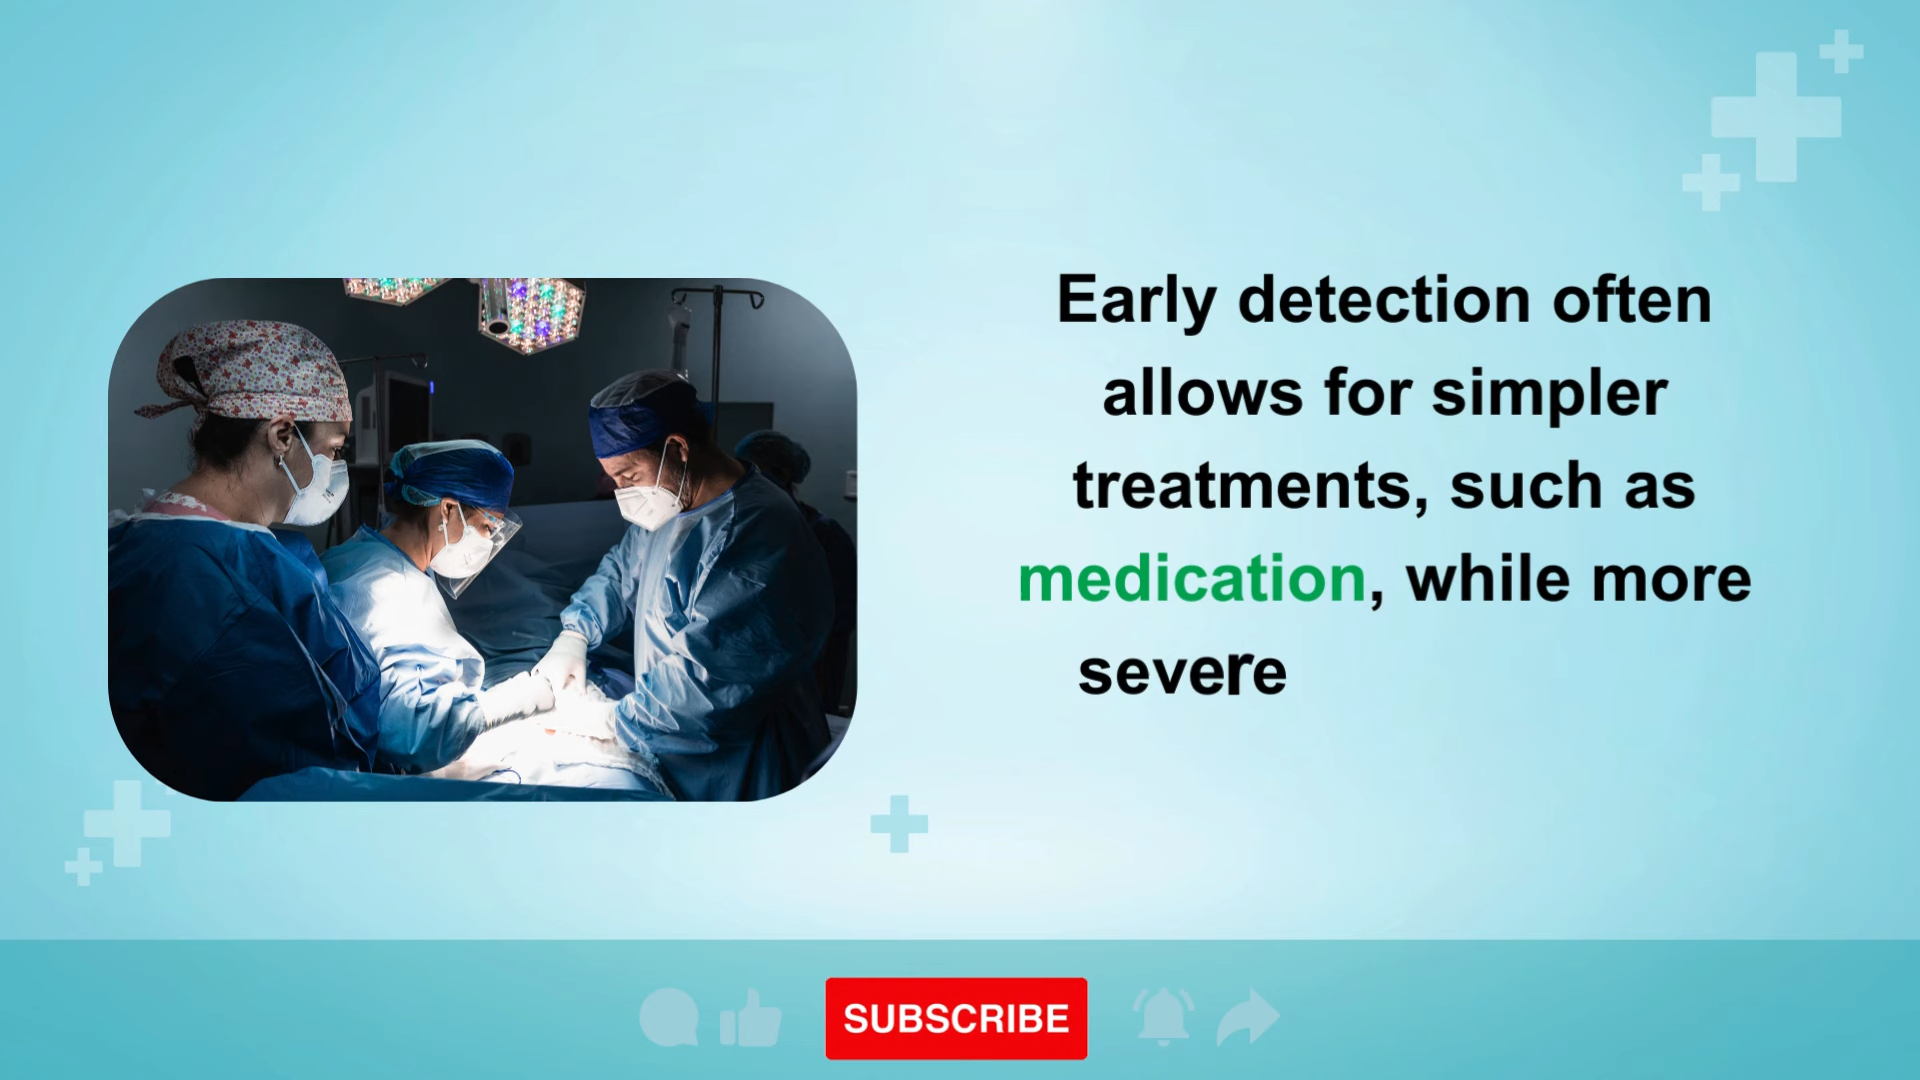 Early detection often
allows for simpler
treatments, such as
medication, while more
severe
SUBSCRIBE